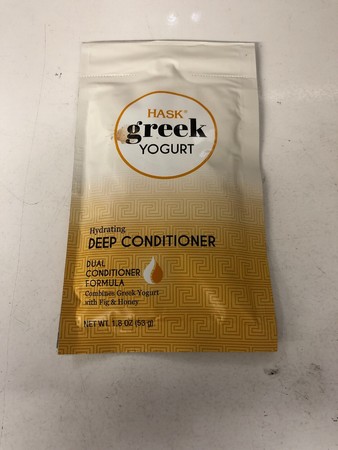 HASK®
greek
YOGURT
Hydrating
DEEP CONDITIONER
DUAL
CONDITIONER
FORMULA
Combines Greek Yogurt
with Fig & Honey
NET WT. 1.8 OZ (53 g)